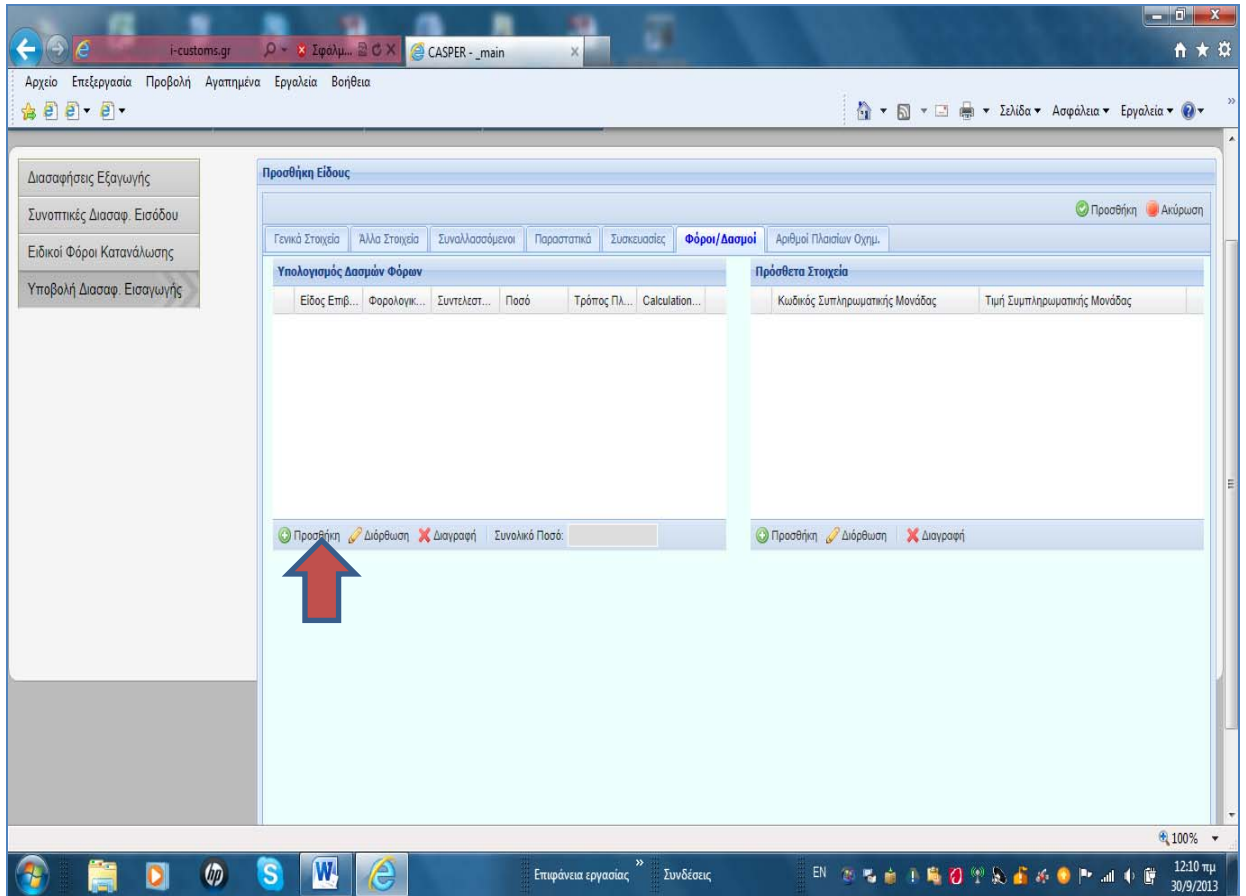 i-customs.gr Σφάλμ... CASPER - _main
Αρχείο Επεξεργασία Προβολή Αγαπημένα Εργαλεία Βοήθεια
Σελίδα Ασφάλεια Εργαλεία
Διασαφήσεις Εξαγωγής
Συνοπτικές Διασαφ. Εισόδου
Ειδικοί Φόροι Κατανάλωσης
Υποβολή Διασαφ. Εισαγωγής
Προσθήκη Είδους
Προσθήκη Ακύρωση
Γενικά Στοιχεία Άλλα Στοιχεία Συναλλασσόμενοι Παραστατικά Συσκευασίες Φόροι/Δασμοί Αριθμοί Πλαισίων Οχημ.
Υπολογισμός Δασμών Φόρων
Είδος Επιβ... Φορολογικ... Συντελεστ... Ποσό Τρόπος Πλ... Calculation...
Προσθήκη Διόρθωση Διαγραφή Συνολικό Ποσό:
Πρόσθετα Στοιχεία
Κωδικός Συπληρωματικής Μονάδας Τιμή Συμπληρωματικής Μονάδας
Προσθήκη Διόρθωση Διαγραφή
100%
hp S W Επιφάνεια εργασίας » Συνδέσεις EN 12:10 πμ
30/9/2013